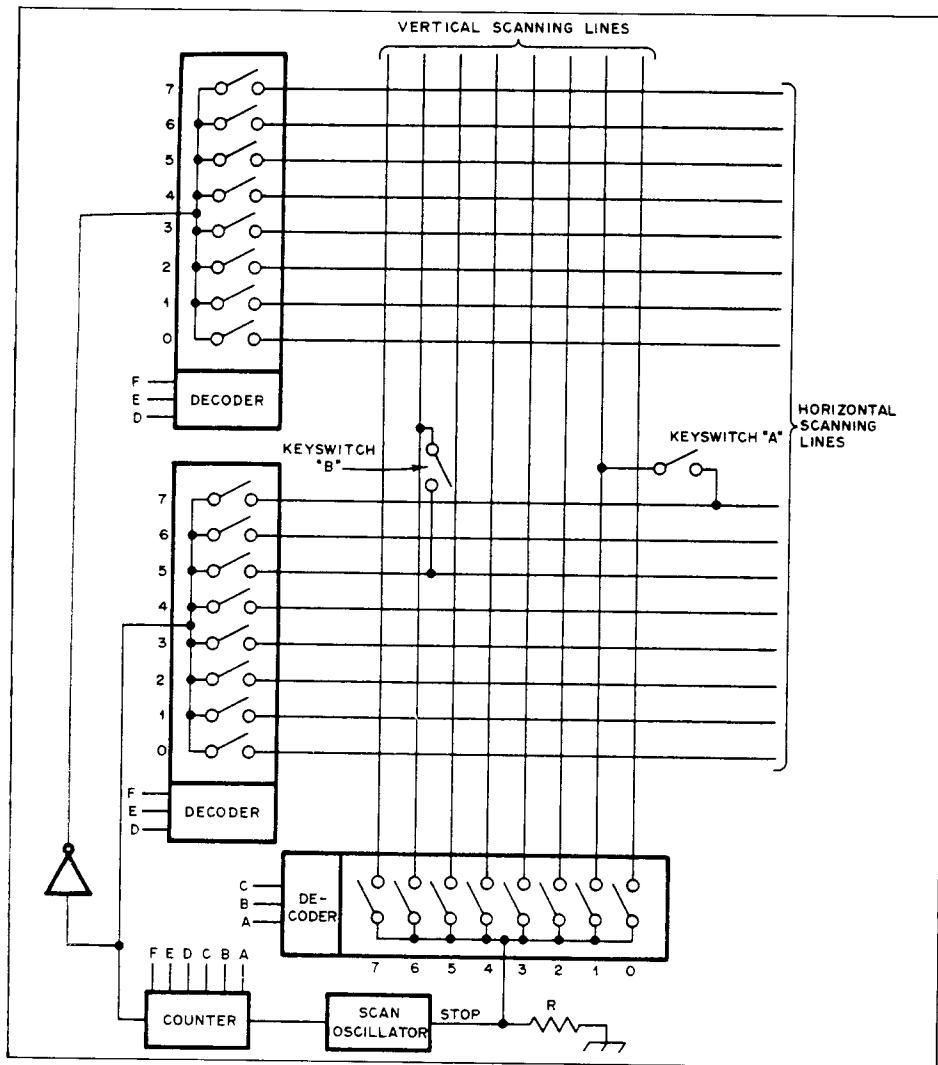 VERTICAL SCANNING LINES
7
6
5
4
3
2
1
0
F
E
D
DECODER
HORIZONTAL
SCANNING
LINES
KEYSWITCH
"B"
KEYSWITCH "A"
7
6
5
4
3
2
1
0
F
E
D
DECODER
C
B
A
DE-
CODER
7 6 5 4 3 2 1 0
F E D C B A
COUNTER
SCAN
OSCILLATOR
STOP
R